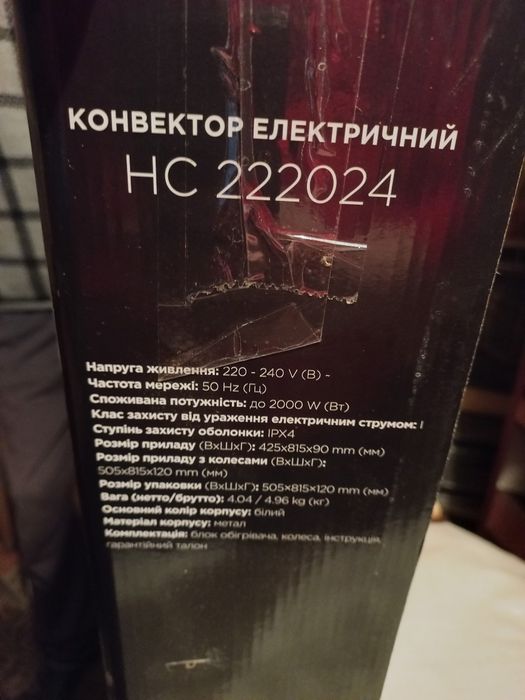 КОНВЕКТОР ЕЛЕКТРИЧНИЙ
HC 222024
Напруга живлення: 220 - 240 V (В) ~
Частота мережі: 50 Hz (Гц)
Споживана потужність: до 2000 W (Вт)
Клас захисту від ураження електричним струмом: I
Ступінь захисту оболонки: IPX4
Розмір приладу (ВхШхГ): 425х815х90 mm (мм)
Розмір приладу з колесами (ВхШхГ):
505х815х120 mm (мм)
Розмір упаковки (ВхШхГ): 505х815х120 mm (мм)
Вага (нетто/брутто): 4.04 / 4.96 kg (кг)
Основний колір корпусу: білий
Матеріал корпусу: метал
Комплектація: блок обігрівача, колеса, інструкція,
гарантійний талон